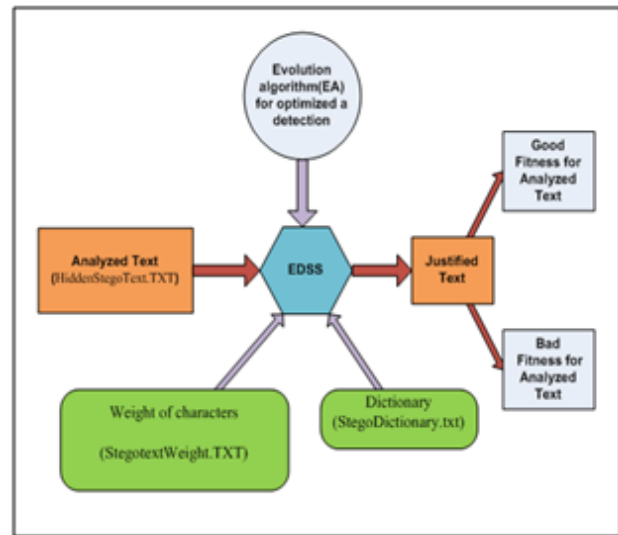 Evolution
algorithm(EA)
for optimized a
detection
Good
Fitness for
Analyzed
Text
Analyzed Text
(HiddenStegoText.TXT)
EDSS
Justified
Text
Bad
Fitness for
Analyzed
Text
Weight of characters
(StegotextWeight.TXT)
Dictionary
(StegoDictionary.txt)